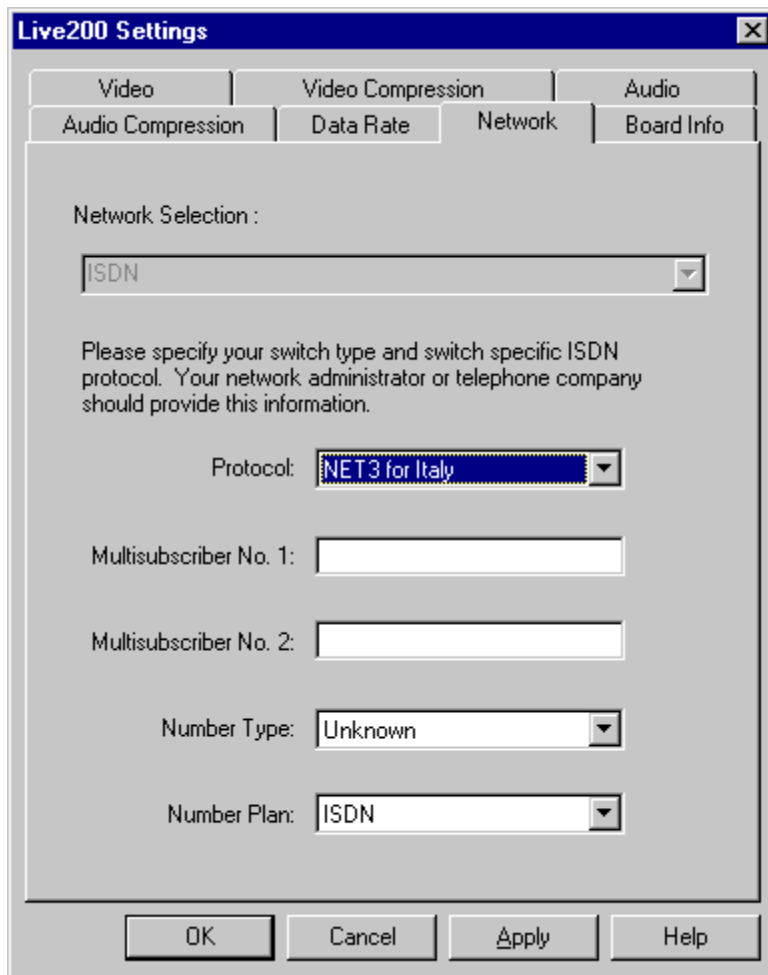 Live200 Settings
Video
Video Compression
Audio
Audio Compression
Data Rate
Network
Board Info
Network Selection :
ISDN
Please specify your switch type and switch specific ISDN
protocol. Your network administrator or telephone company
should provide this information.
Protocol: NET3 for Italy
Multisubscriber No. 1:
Multisubscriber No. 2:
Number Type: Unknown
Number Plan: ISDN
OK
Cancel
Apply
Help